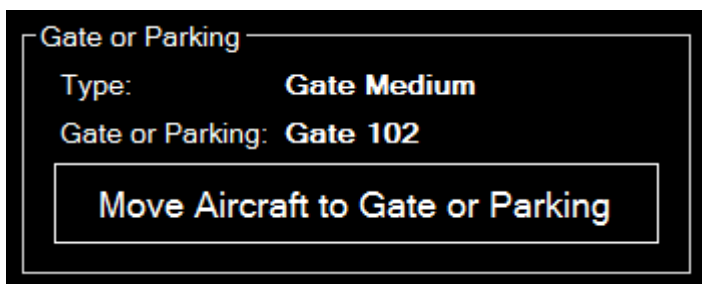 Gate or Parking
Type: Gate Medium
Gate or Parking: Gate 102
Move Aircraft to Gate or Parking